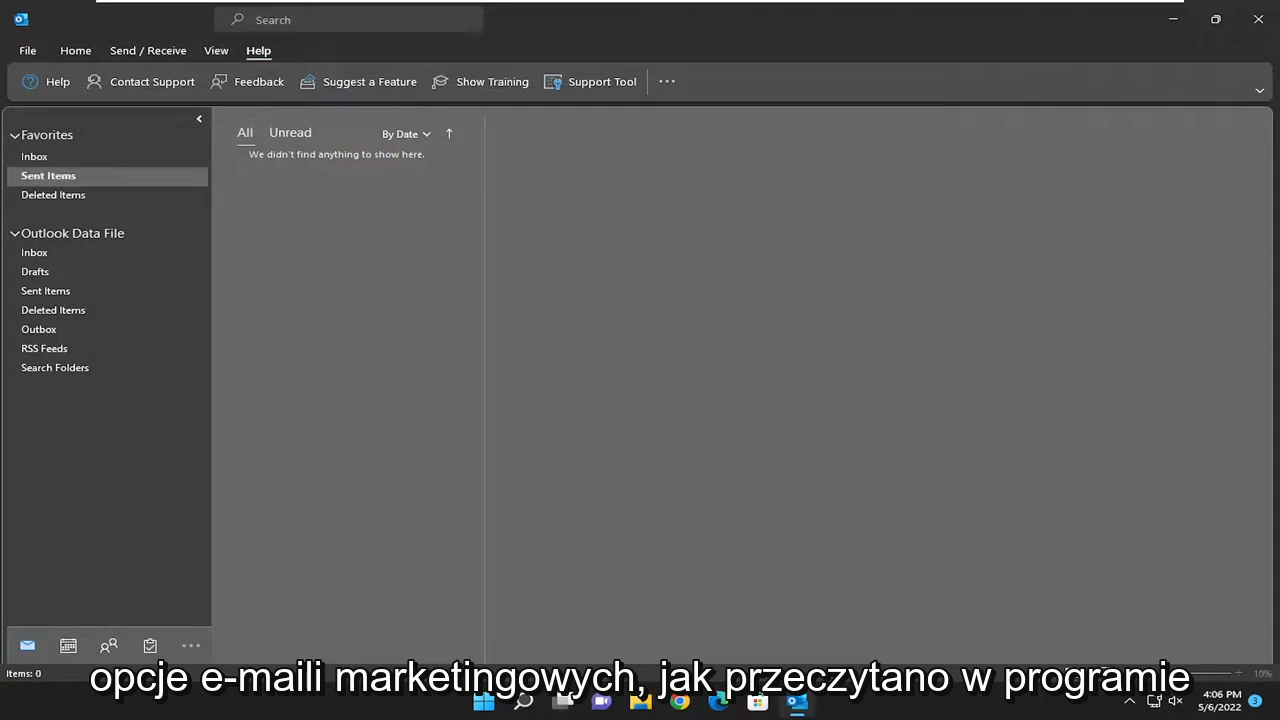 Search
File Home Send / Receive View Help
Help Contact Support Feedback Suggest a Feature Show Training Support Tool
Favorites
Inbox
Sent Items
Deleted Items
Outlook Data File
Inbox
Drafts
Sent Items
Deleted Items
Outbox
RSS Feeds
Search Folders
All Unread By Date
We didn't find anything to show here.
Items: 0
10%
opcje e-maili marketingowych, jak przeczytano w programie
4:06 PM
5/6/2022
3